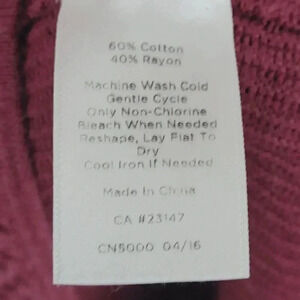 60% Cotton
40% Rayon
Machine Wash Cold
Gentle Cycle
Only Non-Chlorine
Bleach When Needed
Reshape, Lay Flat To
Dry
Cool Iron If Needed
Made In China
CA #23147
CN5000 04/16